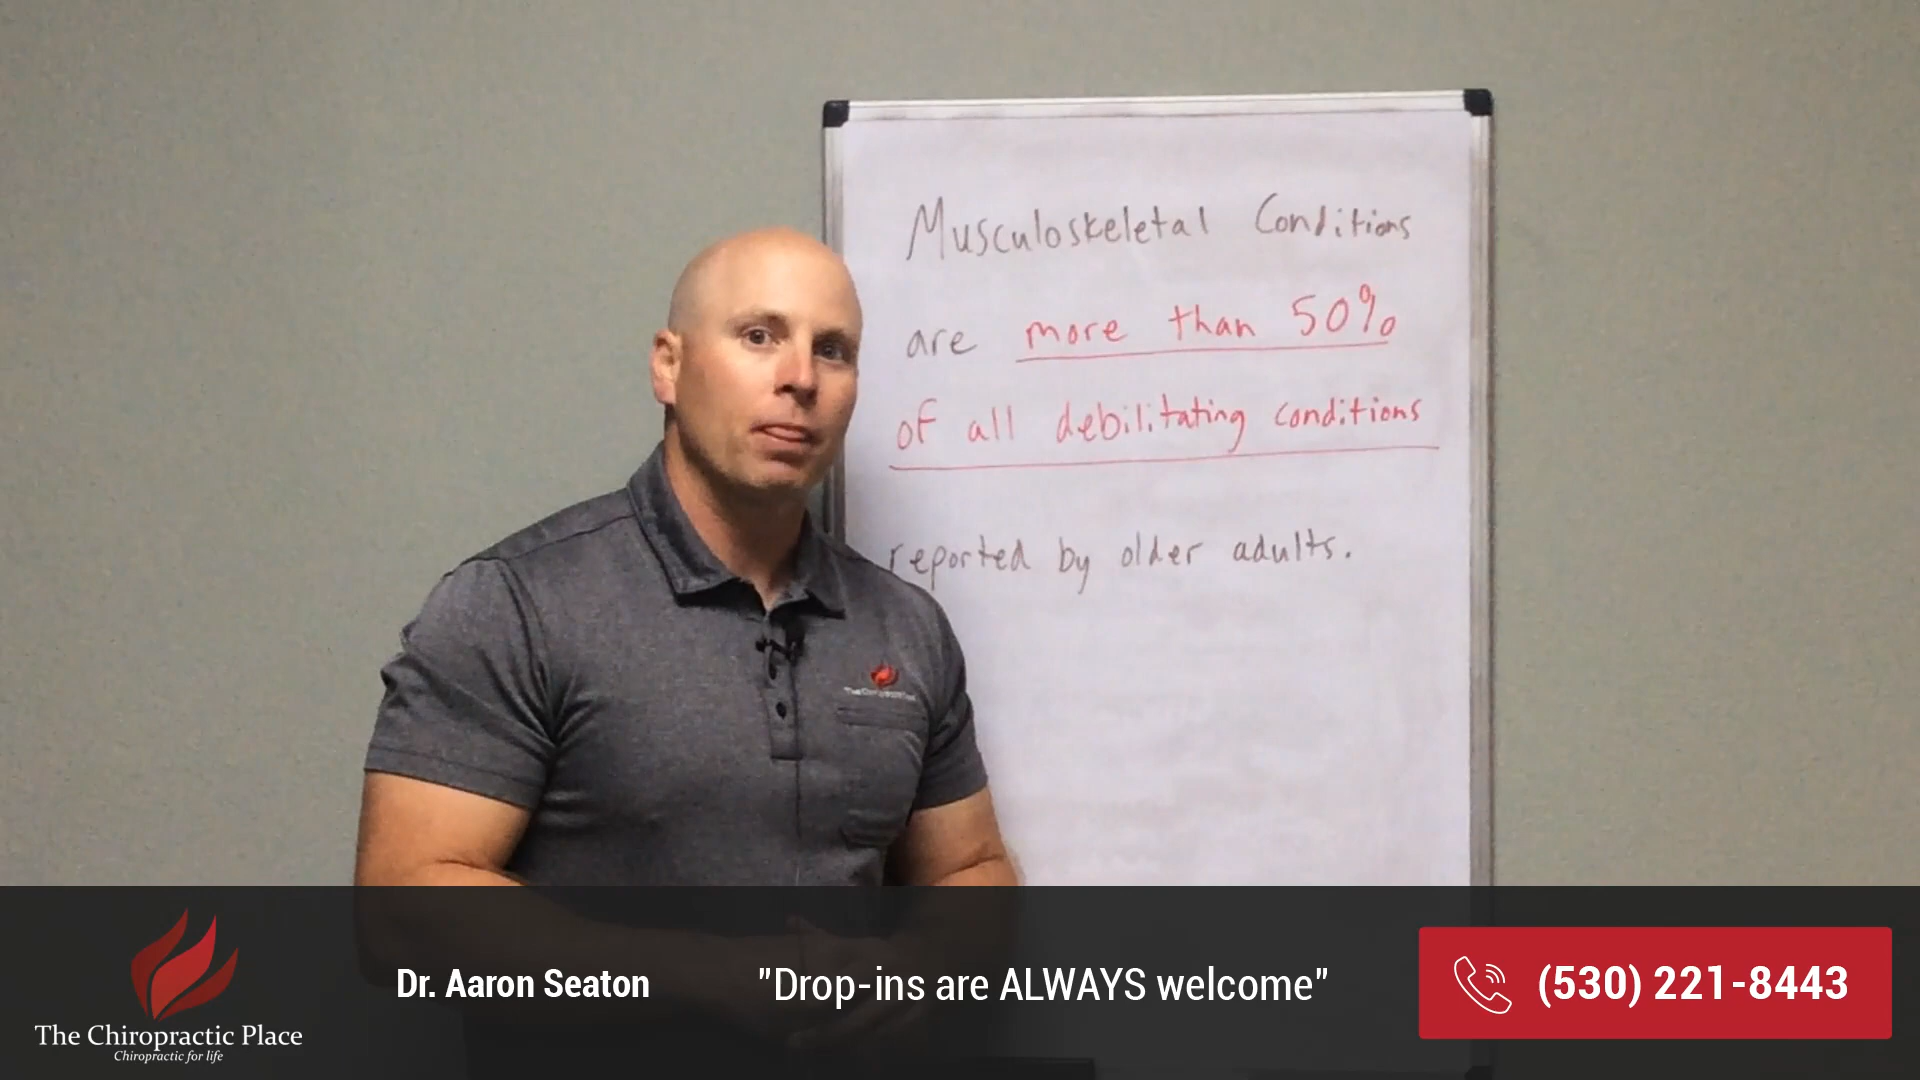 Musculoskeletal Conditions
are more than 50%
of all debilitating conditions
reported by older adults.
The Chiropractic Place
Chiropractic for life
Dr. Aaron Seaton
"Drop-ins are ALWAYS welcome"
(530) 221-8443